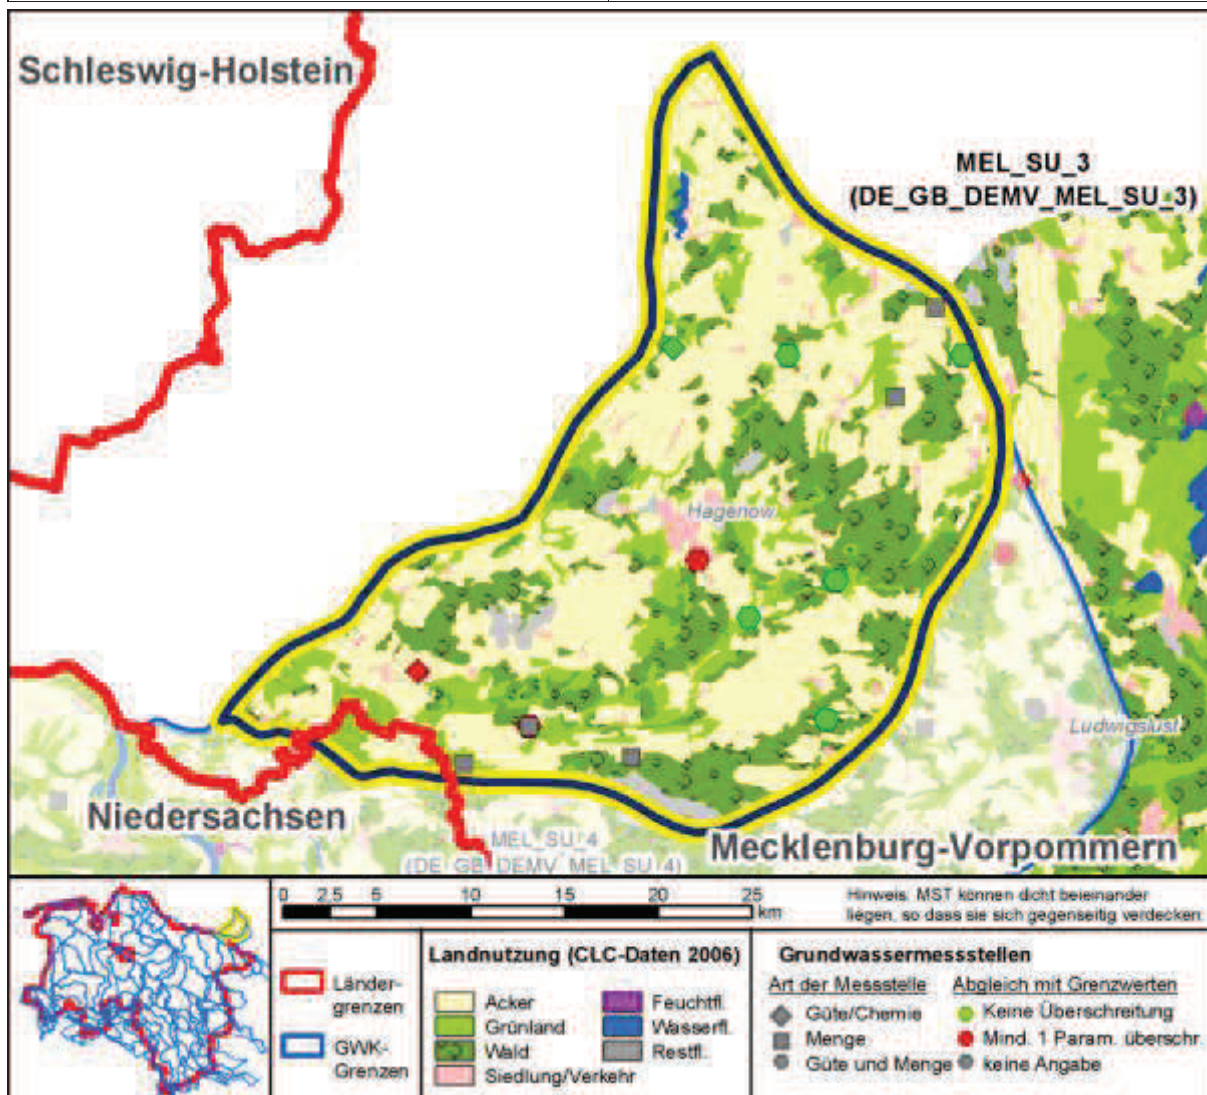 Schleswig-Holstein
MEL_SU_3
(DE_GB_DEMV_MEL_SU_3)
Hagenow
Ludwigslust
Niedersachsen
MEL_SU_4
(DE_GB_DEMV_MEL_SU_4)
Mecklenburg-Vorpommern
0 2,5 5 10 15 20 25
km
Hinweis: MST können dicht beieinander
liegen, so dass sie sich gegenseitig verdecken
Länder-
grenzen
GWK-
Grenzen
Landnutzung (CLC-Daten 2006)
Acker
Grünland
Wald
Siedlung/Verkehr
Feuchtfl.
Wasserfl.
Restfl.
Grundwassermessstellen
Art der Messstelle
Güte/Chemie
Menge
Güte und Menge
Abgleich mit Grenzwerten
Keine Überschreitung
Mind. 1 Param. überschr.
keine Angabe